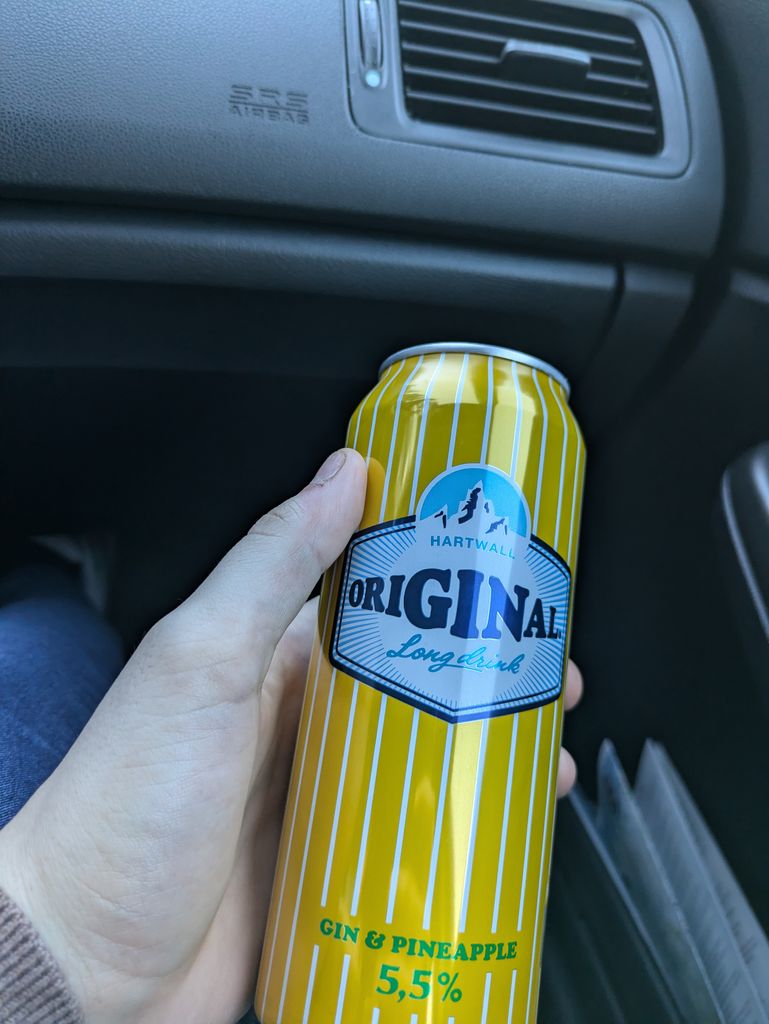 SRS
AIRBAG
HARTWALL
ORIGINAL
Long drink
GIN & PINEAPPLE
5,5%